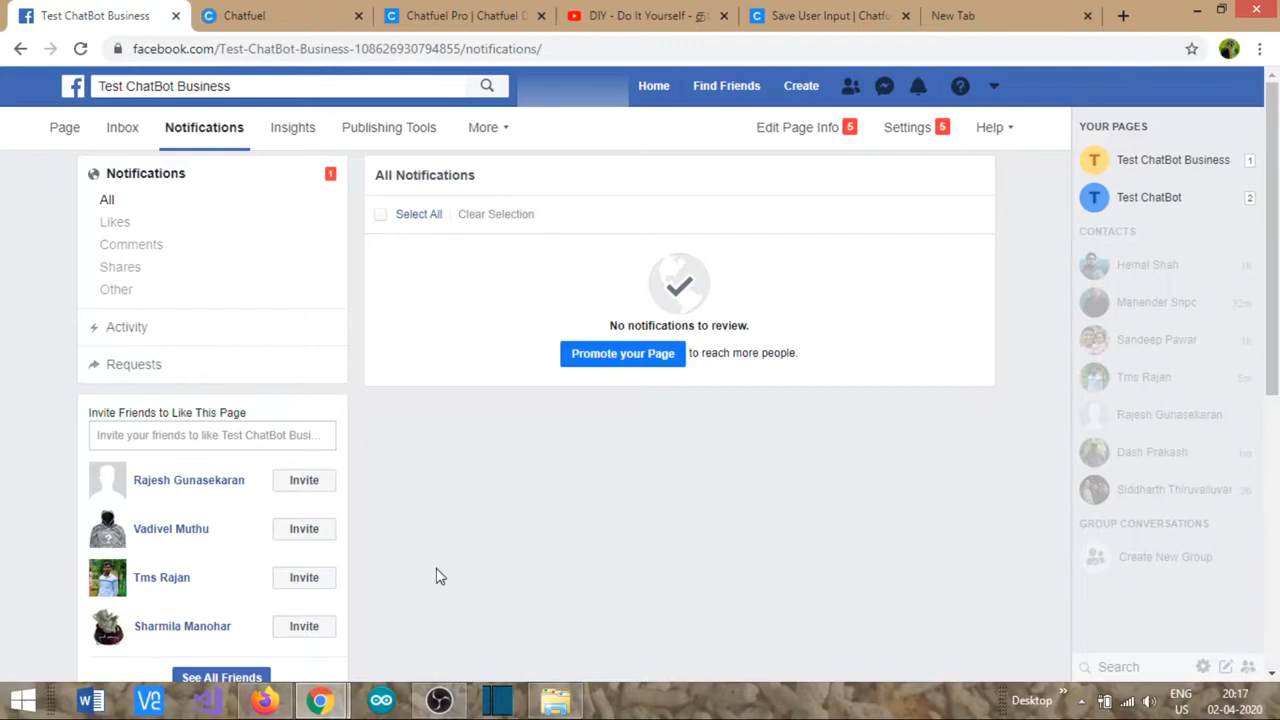 Test ChatBot Business
Chatfuel
Chatfuel Pro | Chatfuel D
DIY - Do It Yourself -
Save User Input | Chatfu
New Tab
facebook.com/Test-ChatBot-Business-108626930794855/notifications/
Test ChatBot Business
Home
Find Friends
Create
Page
Inbox
Notifications
Insights
Publishing Tools
More
Edit Page Info 5
Settings 5
Help
Notifications 1
All
Likes
Comments
Shares
Other
Activity
Requests
Invite Friends to Like This Page
Invite your friends to like Test ChatBot Busi...
Rajesh Gunasekaran Invite
Vadivel Muthu Invite
Tms Rajan Invite
Sharmila Manohar Invite
See All Friends
All Notifications
Select All Clear Selection
No notifications to review.
Promote your Page to reach more people.
YOUR PAGES
T Test ChatBot Business 1
T Test ChatBot 2
CONTACTS
Hemal Shah 1h
Mahender Snpc 32m
Sandeep Pawar 1h
Tms Rajan 5m
Rajesh Gunasekaran
Dash Prakash
Siddharth Thiruvalluvar
GROUP CONVERSATIONS
Create New Group
Search
Desktop
ENG
US
20:17
02-04-2020